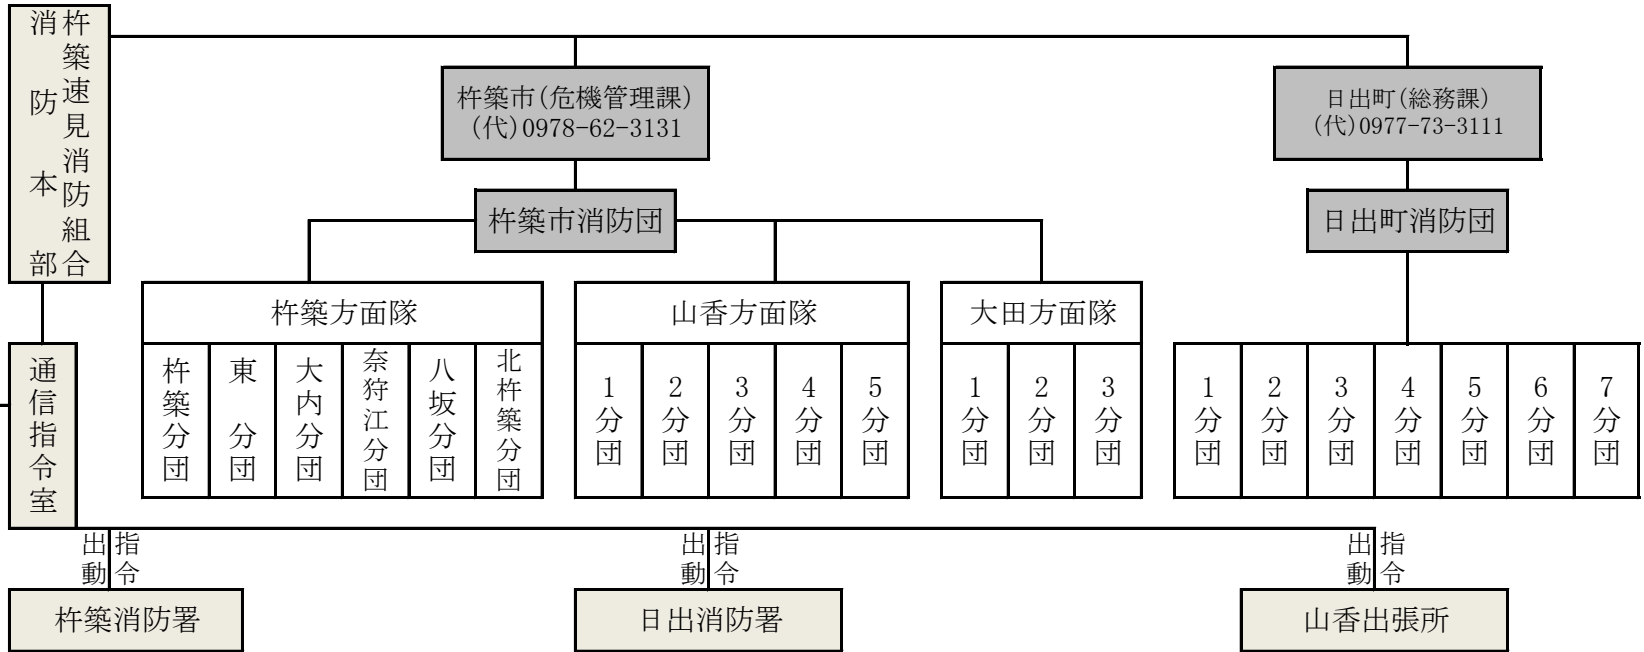 杵築速見消防組合
消防本部
杵築市(危機管理課)
(代)0978-62-3131
日出町(総務課)
(代)0977-73-3111
杵築市消防団
日出町消防団
杵築方面隊
山香方面隊
大田方面隊
通信指令室
杵築分団
東分団
大内分団
奈狩江分団
八坂分団
北杵築分団
1分団
2分団
3分団
4分団
5分団
1分団
2分団
3分団
1分団
2分団
3分団
4分団
5分団
6分団
7分団
指令
出動
指令
出動
指令
出動
杵築消防署
日出消防署
山香出張所